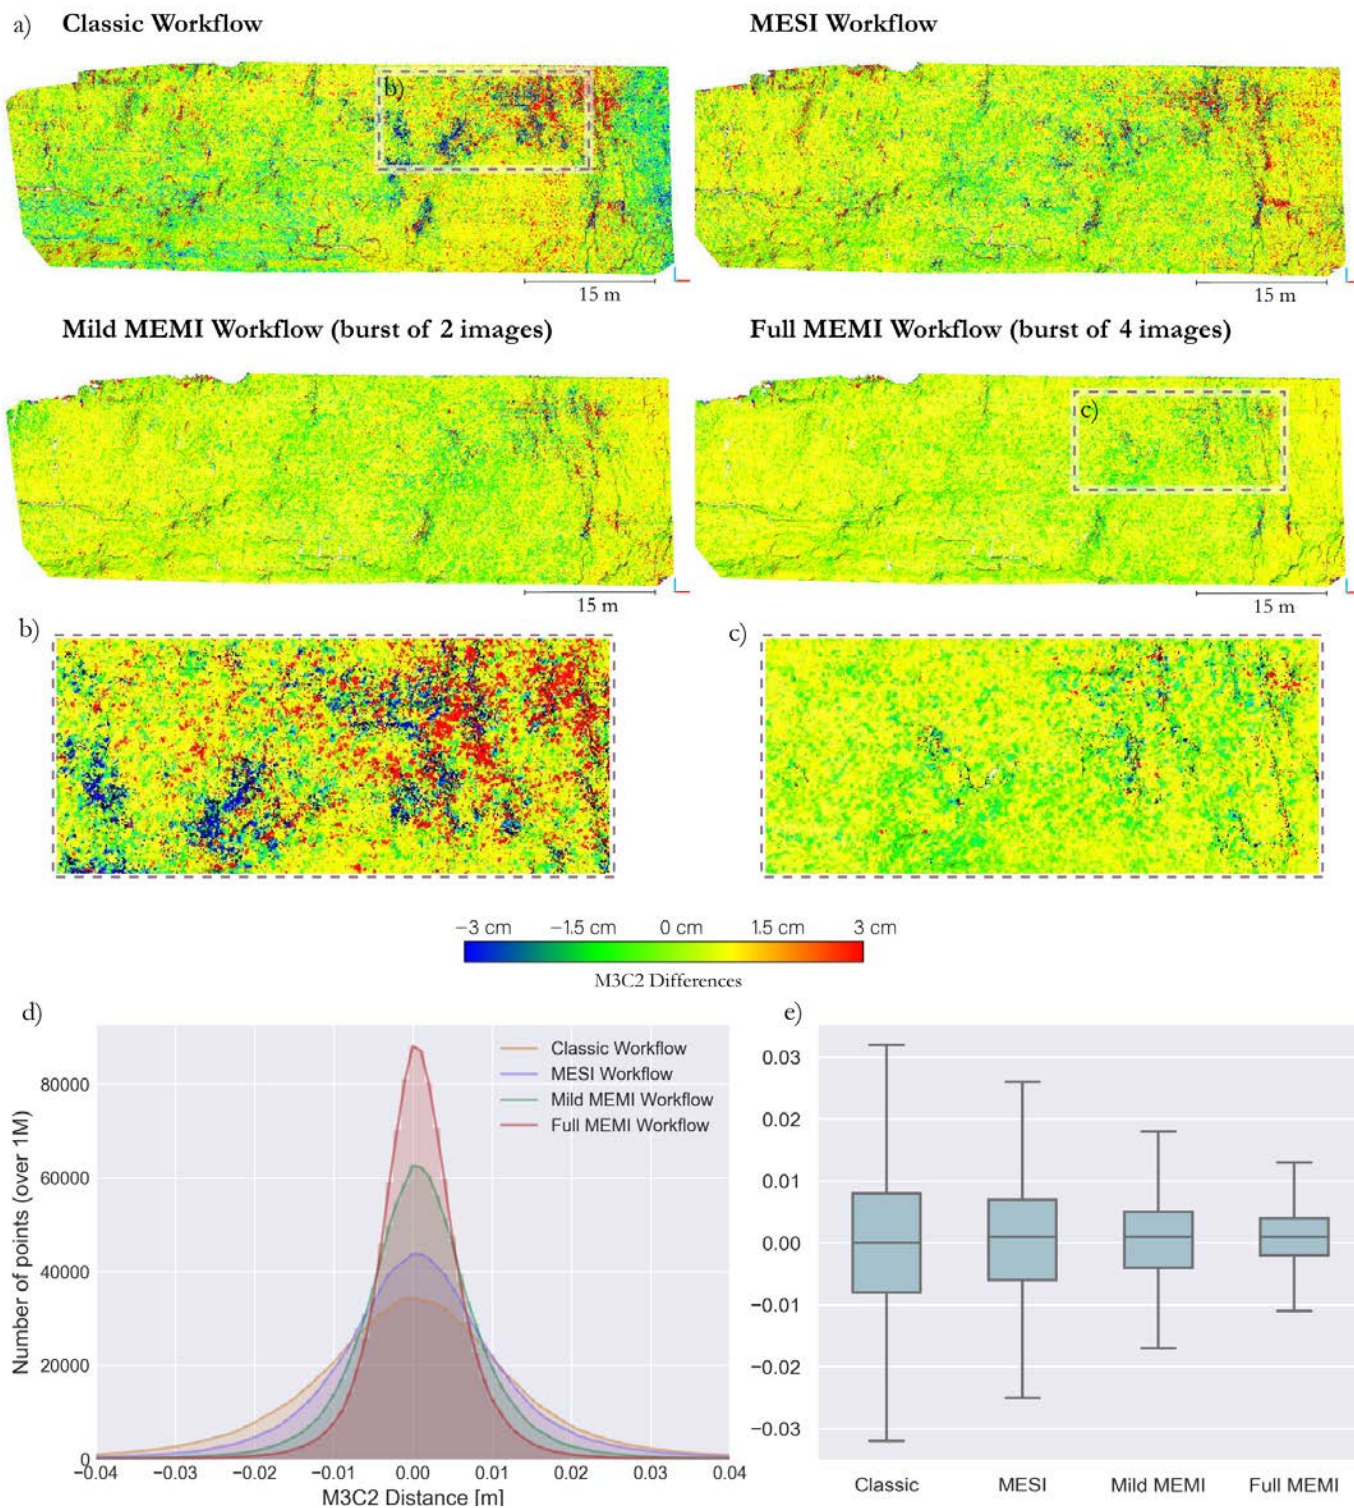 a) Classic Workflow
MESI Workflow
b)
15 m
15 m
Mild MEMI Workflow (burst of 2 images)
Full MEMI Workflow (burst of 4 images)
c)
15 m
15 m
b)
c)
−3 cm −1.5 cm 0 cm 1.5 cm 3 cm
M3C2 Differences
d)
Classic Workflow
MESI Workflow
Mild MEMI Workflow
Full MEMI Workflow
80000
60000
40000
20000
0
Number of points (over 1M)
−0.04 −0.03 −0.02 −0.01 0.00 0.01 0.02 0.03 0.04
M3C2 Distance [m]
e)
0.03
0.02
0.01
0.00
−0.01
−0.02
−0.03
Classic MESI Mild MEMI Full MEMI